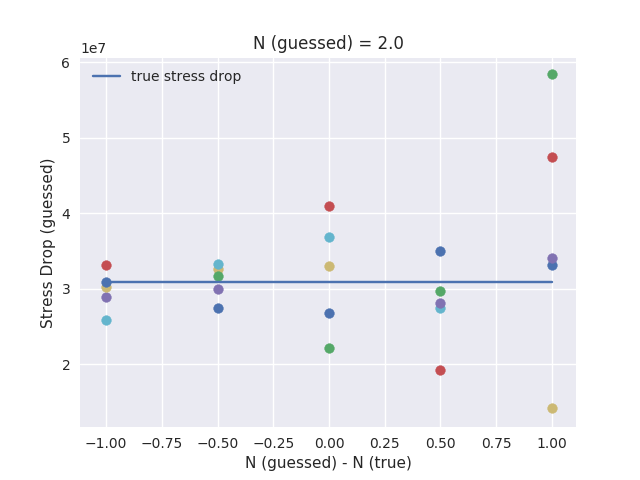 N (guessed) = 2.0
1e7
true stress drop
6
5
4
3
2
Stress Drop (guessed)
−1.00 −0.75 −0.50 −0.25 0.00 0.25 0.50 0.75 1.00
N (guessed) - N (true)